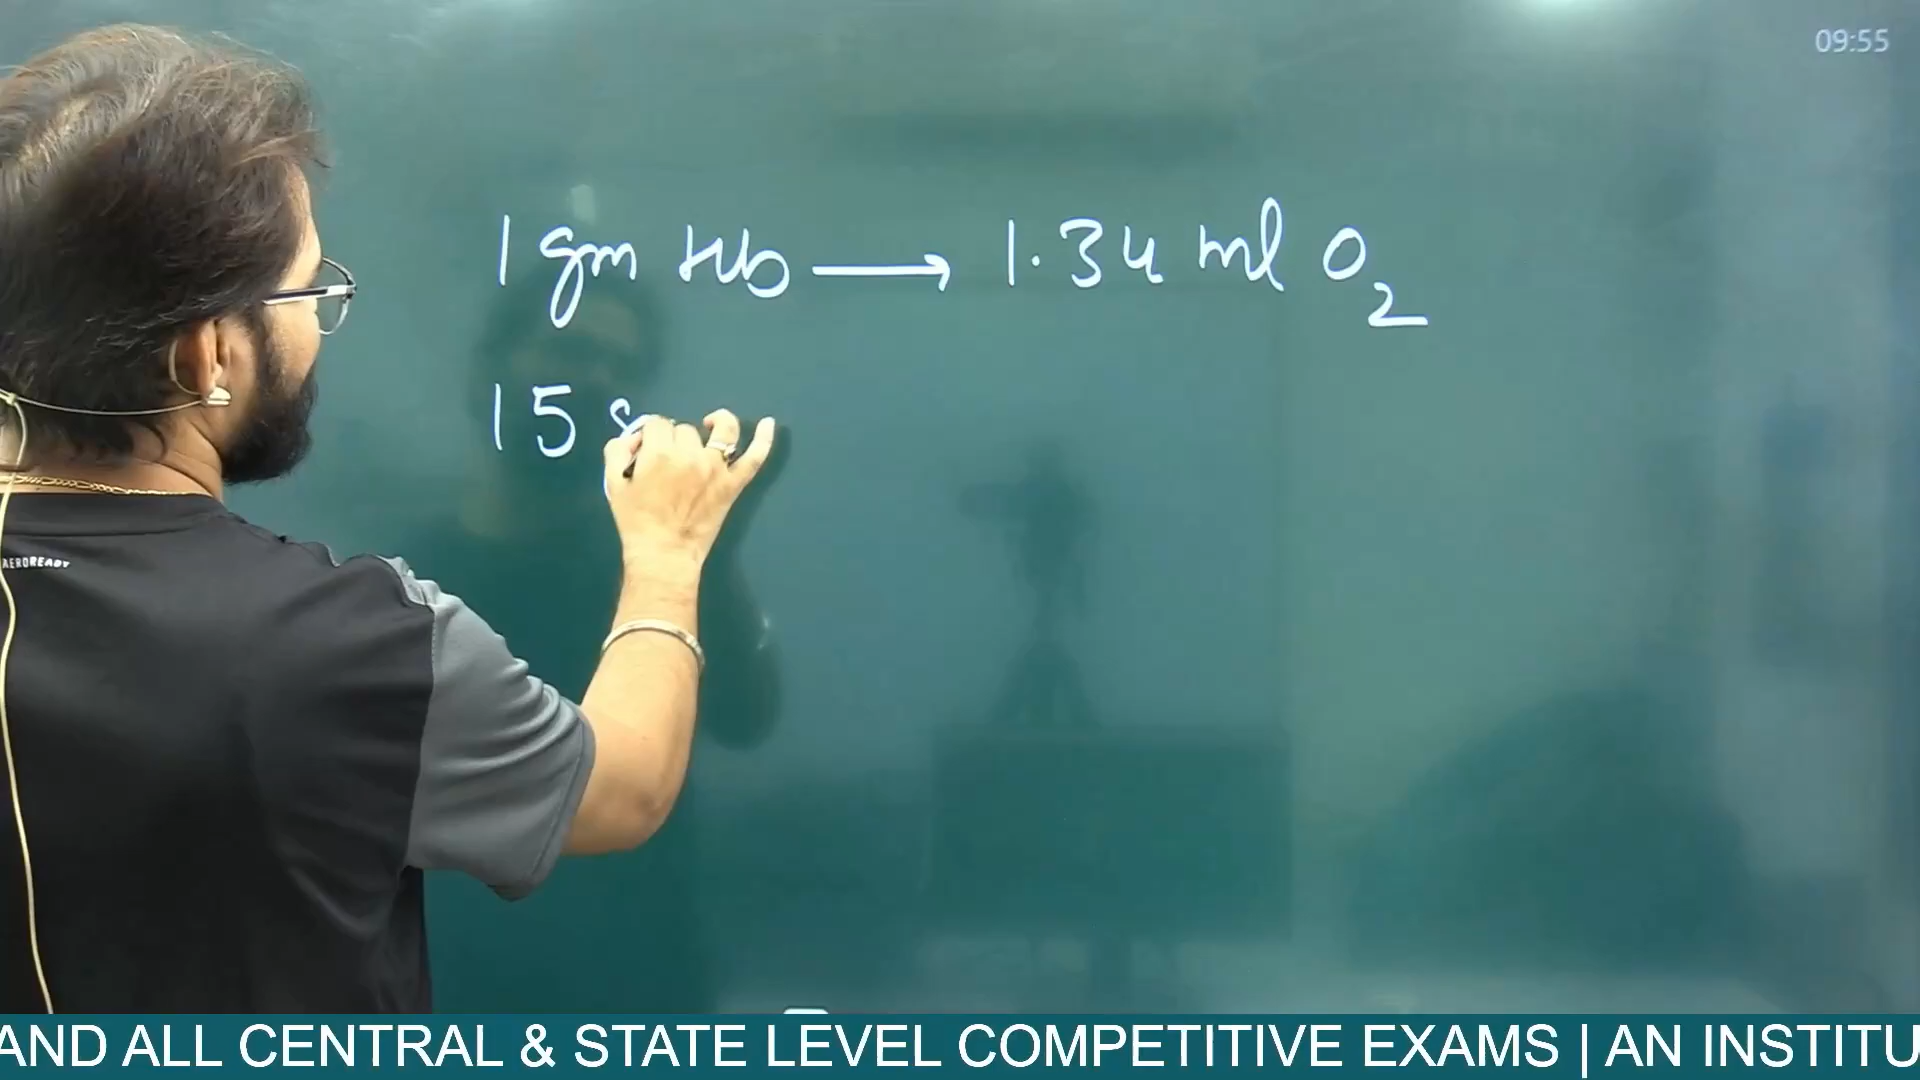 09:55
1 gm Hb → 1.34 ml O₂
15 g
AEROREADY
AND ALL CENTRAL & STATE LEVEL COMPETITIVE EXAMS | AN INSTITU